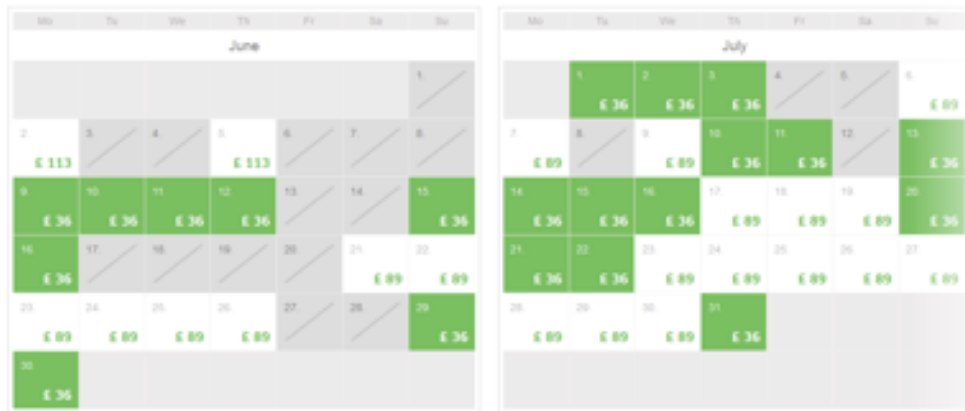 Mo Tu We Th Fr Sa Su
June
1.
2. £ 113 3. 4. 5. £ 113 6. 7. 8.
9. £ 36 10. £ 36 11. £ 36 12. £ 36 13. 14. 15. £ 36
16. £ 36 17. 18. 19. 20. 21. £ 89 22. £ 89
23. £ 89 24. £ 89 25. £ 89 26. £ 89 27. 28. 29. £ 36
30. £ 36
Mo Tu We Th Fr Sa Su
July
1. £ 36 2. £ 36 3. £ 36 4. 5. 6. £ 89
7. £ 89 8. 9. £ 89 10. £ 36 11. £ 36 12. 13. £ 36
14. £ 36 15. £ 36 16. £ 36 17. £ 89 18. £ 89 19. £ 89 20. £ 36
21. £ 36 22. £ 36 23. £ 89 24. £ 89 25. £ 89 26. £ 89 27. £ 89
28. £ 89 29. £ 89 30. £ 89 31. £ 36